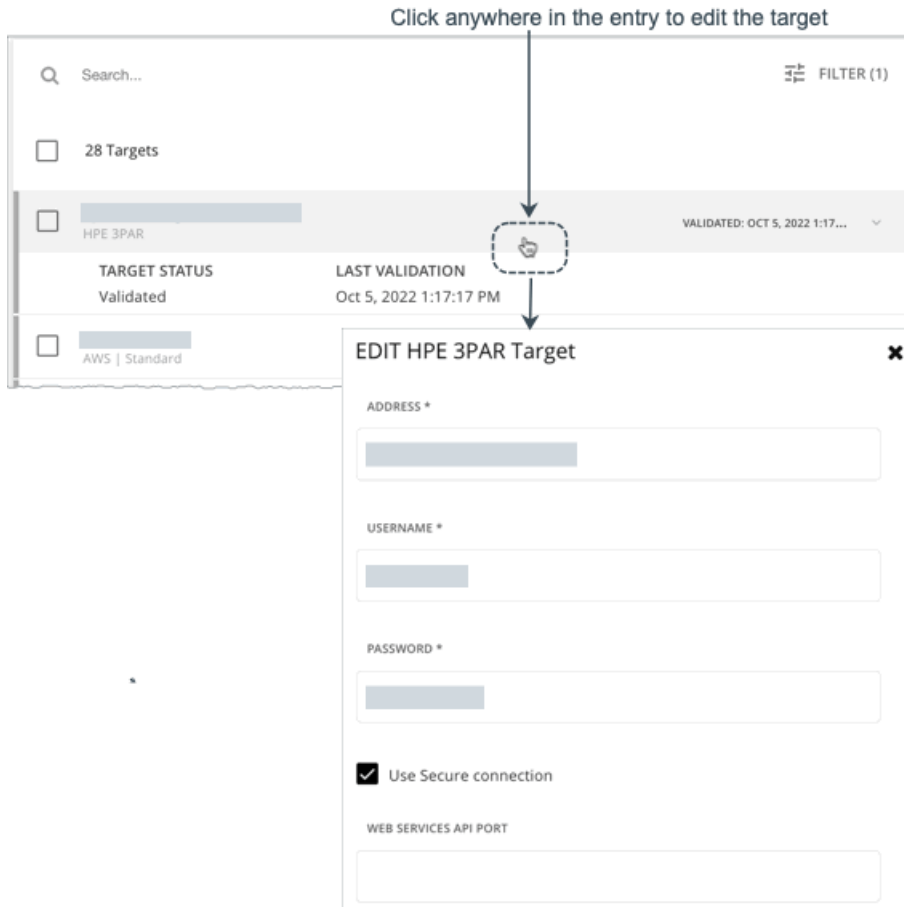 Click anywhere in the entry to edit the target
Search...
FILTER (1)
28 Targets
HPE 3PAR
VALIDATED: OCT 5, 2022 1:17...
TARGET STATUS
LAST VALIDATION
Validated
Oct 5, 2022 1:17:17 PM
AWS | Standard
EDIT HPE 3PAR Target
ADDRESS *
USERNAME *
PASSWORD *
Use Secure connection
WEB SERVICES API PORT